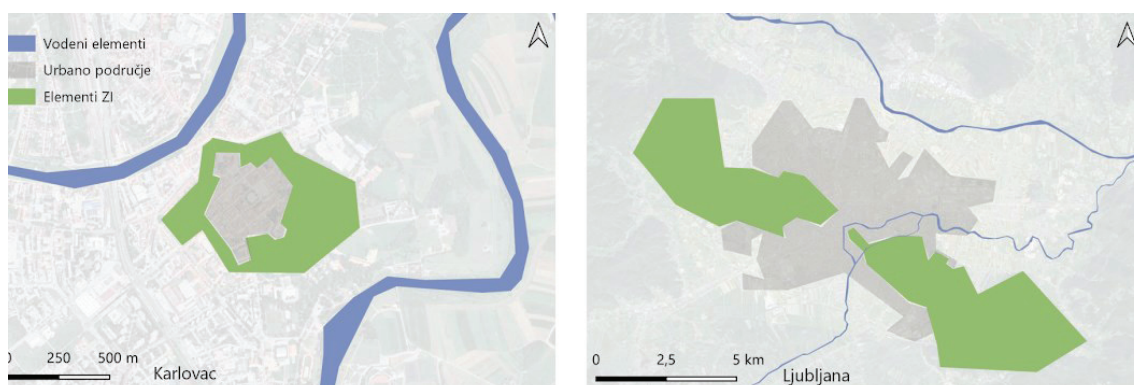 Vodeni elementi
Urbano područje
Elementi ZI
0 250 500 m
Karlovac
0 2,5 5 km
Ljubljana